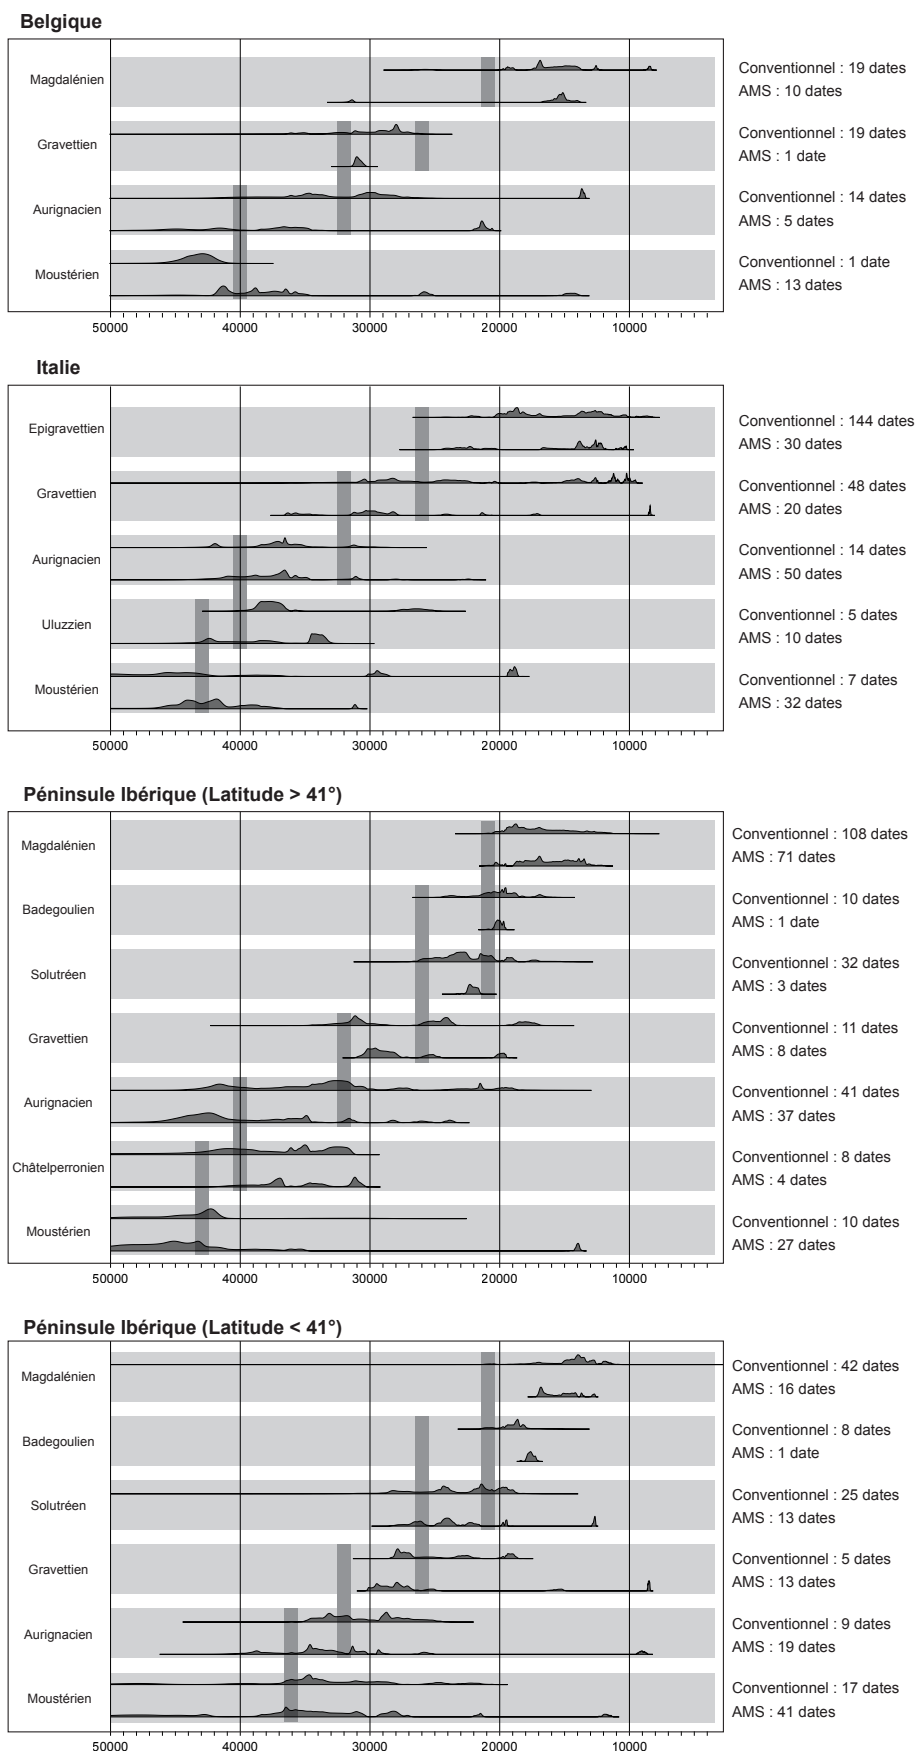 Belgique
Magdalénien
Conventionnel : 19 dates
AMS : 10 dates
Gravettien
Conventionnel : 19 dates
AMS : 1 date
Aurignacien
Conventionnel : 14 dates
AMS : 5 dates
Moustérien
Conventionnel : 1 date
AMS : 13 dates
50000 40000 30000 20000 10000
Italie
Epigravettien
Conventionnel : 144 dates
AMS : 30 dates
Gravettien
Conventionnel : 48 dates
AMS : 20 dates
Aurignacien
Conventionnel : 14 dates
AMS : 50 dates
Uluzzien
Conventionnel : 5 dates
AMS : 10 dates
Moustérien
Conventionnel : 7 dates
AMS : 32 dates
50000 40000 30000 20000 10000
Péninsule Ibérique (Latitude > 41°)
Magdalénien
Conventionnel : 108 dates
AMS : 71 dates
Badegoulien
Conventionnel : 10 dates
AMS : 1 date
Solutréen
Conventionnel : 32 dates
AMS : 3 dates
Gravettien
Conventionnel : 11 dates
AMS : 8 dates
Aurignacien
Conventionnel : 41 dates
AMS : 37 dates
Châtelperronien
Conventionnel : 8 dates
AMS : 4 dates
Moustérien
Conventionnel : 10 dates
AMS : 27 dates
50000 40000 30000 20000 10000
Péninsule Ibérique (Latitude < 41°)
Magdalénien
Conventionnel : 42 dates
AMS : 16 dates
Badegoulien
Conventionnel : 8 dates
AMS : 1 date
Solutréen
Conventionnel : 25 dates
AMS : 13 dates
Gravettien
Conventionnel : 5 dates
AMS : 13 dates
Aurignacien
Conventionnel : 9 dates
AMS : 19 dates
Moustérien
Conventionnel : 17 dates
AMS : 41 dates
50000 40000 30000 20000 10000